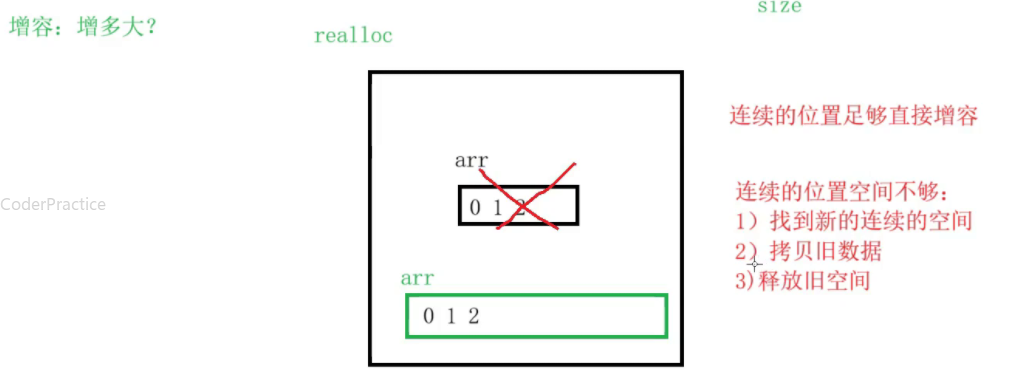 size
增容：增多大？
realloc
连续的位置足够直接增容
arr
0 1 2
连续的位置空间不够：
1）找到新的连续的空间
2）拷贝旧数据
3)释放旧空间
CoderPractice
arr
0 1 2